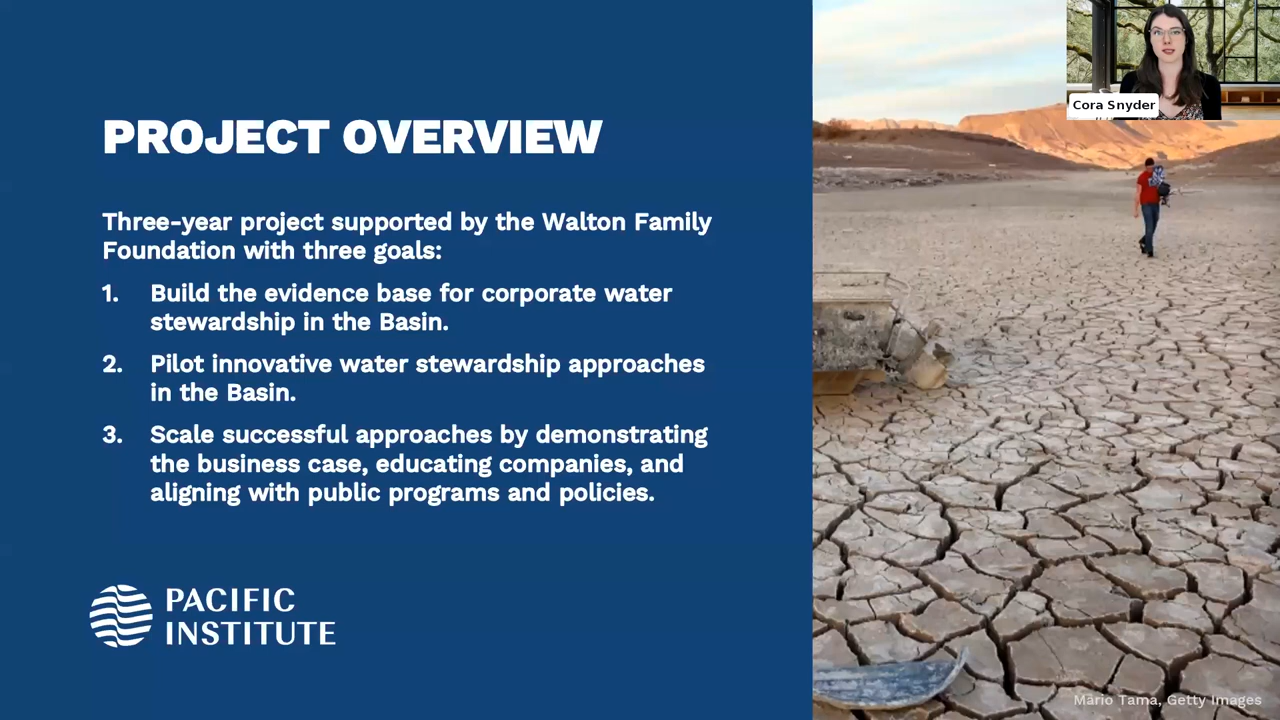 Cora Snyder
PROJECT OVERVIEW
Three-year project supported by the Walton Family
Foundation with three goals:
1. Build the evidence base for corporate water
stewardship in the Basin.
2. Pilot innovative water stewardship approaches
in the Basin.
3. Scale successful approaches by demonstrating
the business case, educating companies, and
aligning with public programs and policies.
PACIFIC
INSTITUTE
Mario Tama, Getty Images